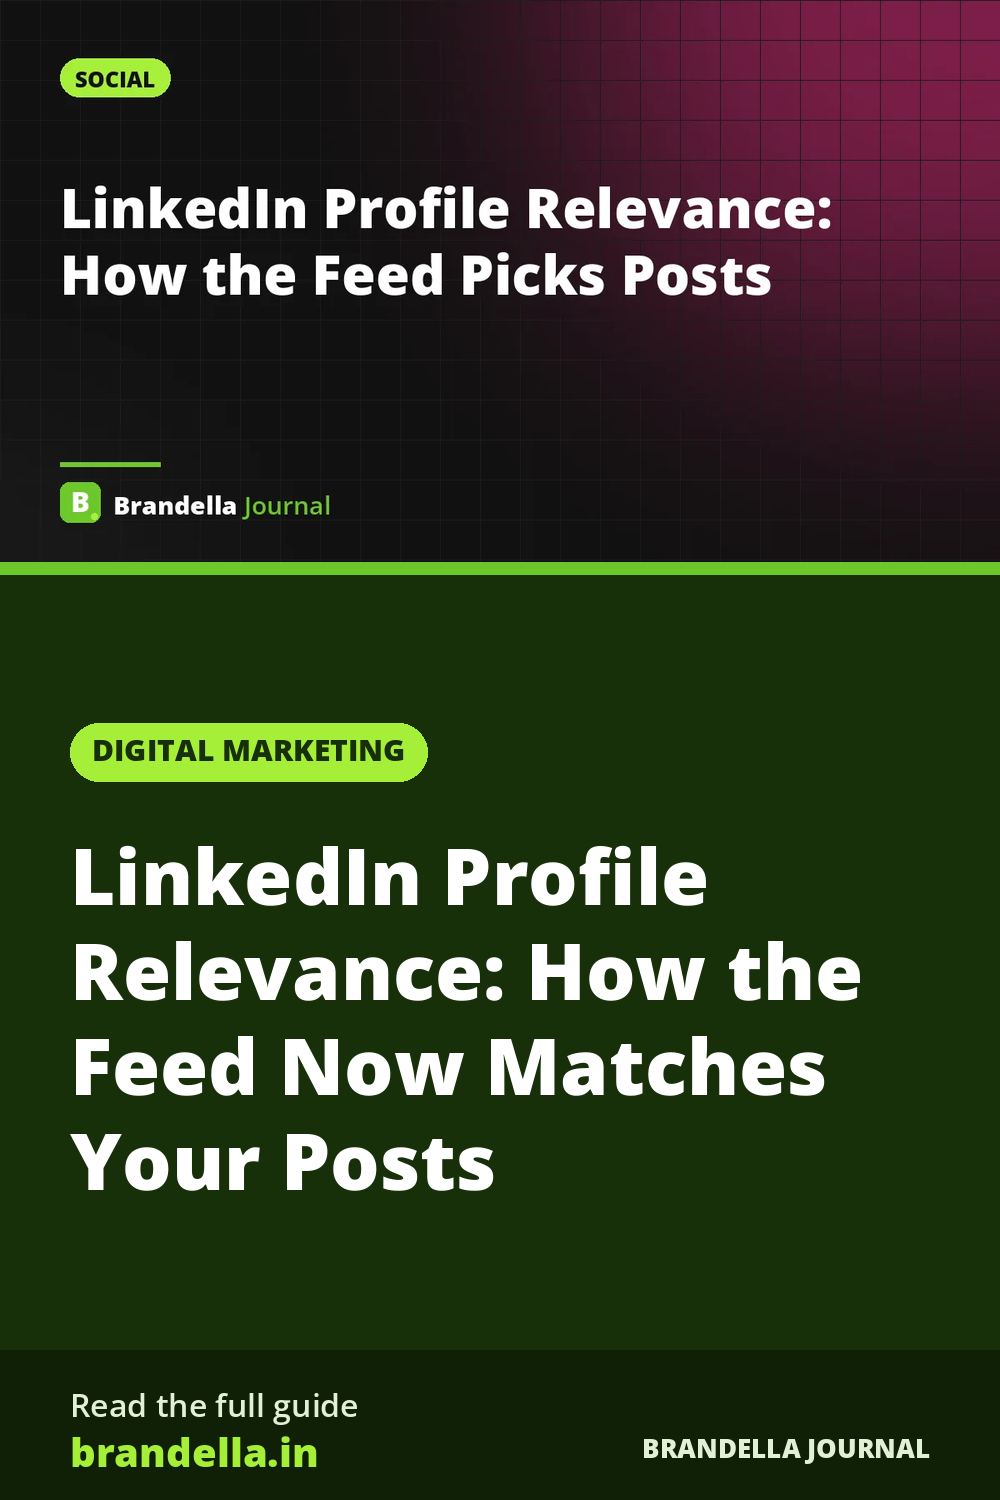 SOCIAL
LinkedIn Profile Relevance:
How the Feed Picks Posts
B
Brandella Journal
DIGITAL MARKETING
LinkedIn Profile
Relevance: How the
Feed Now Matches
Your Posts
Read the full guide
brandella.in
BRANDELLA JOURNAL